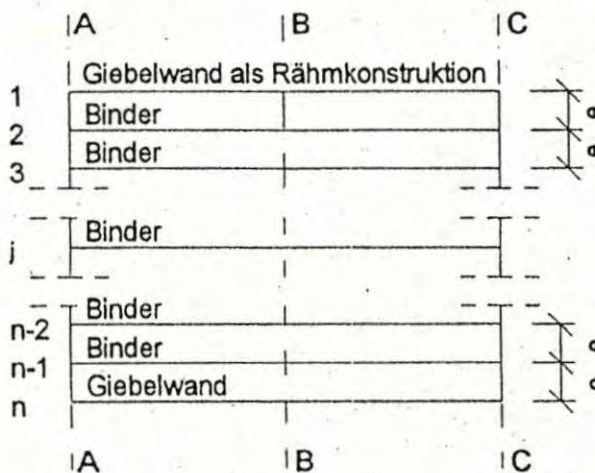 A B C
Giebelwand als Rähmkonstruktion
1
Binder
2
Binder
3
Binder
j
Binder
n-2
Binder
n-1
Giebelwand
n
A B C